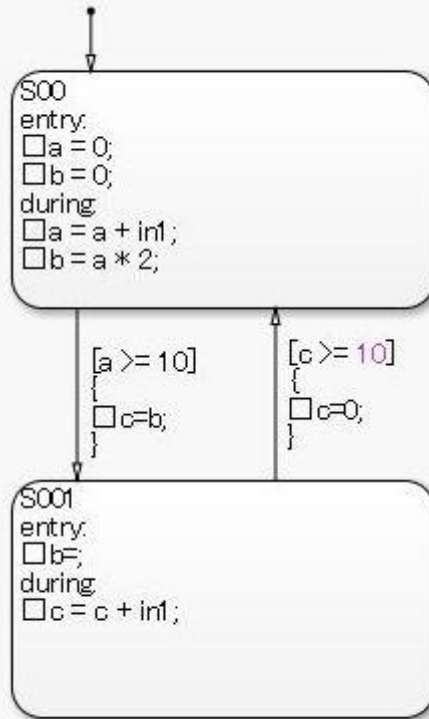 S00
entry:
□a = 0;
□b = 0;
during:
□a = a + in1;
□b = a * 2;
[a >= 10]
{
□c=b;
}
[c >= 10]
{
□c=0;
}
S001
entry:
□b=;
during:
□c = c + in1;